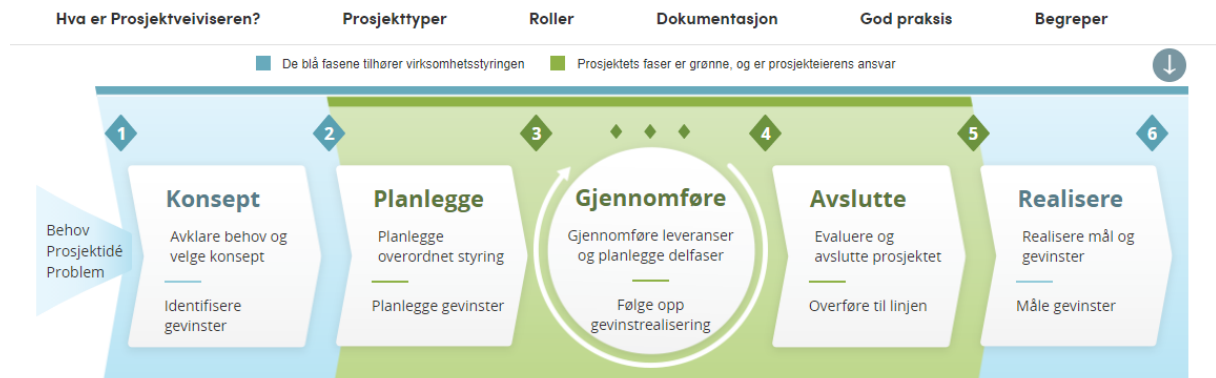 Hva er Prosjektveiviseren? Prosjekttyper Roller Dokumentasjon God praksis Begreper
De blå fasene tilhører virksomhetsstyringen Prosjektets faser er grønne, og er prosjekteierens ansvar
1 2 3 4 5 6
Behov
Prosjektidé
Problem
Konsept
Avklare behov og
velge konsept
Identifisere
gevinster
Planlegge
Planlegge
overordnet styring
Planlegge gevinster
Gjennomføre
Gjennomføre leveranser
og planlegge delfaser
Følge opp
gevinstrealisering
Avslutte
Evaluere og
avslutte prosjektet
Overføre til linjen
Realisere
Realisere mål og
gevinster
Måle gevinster